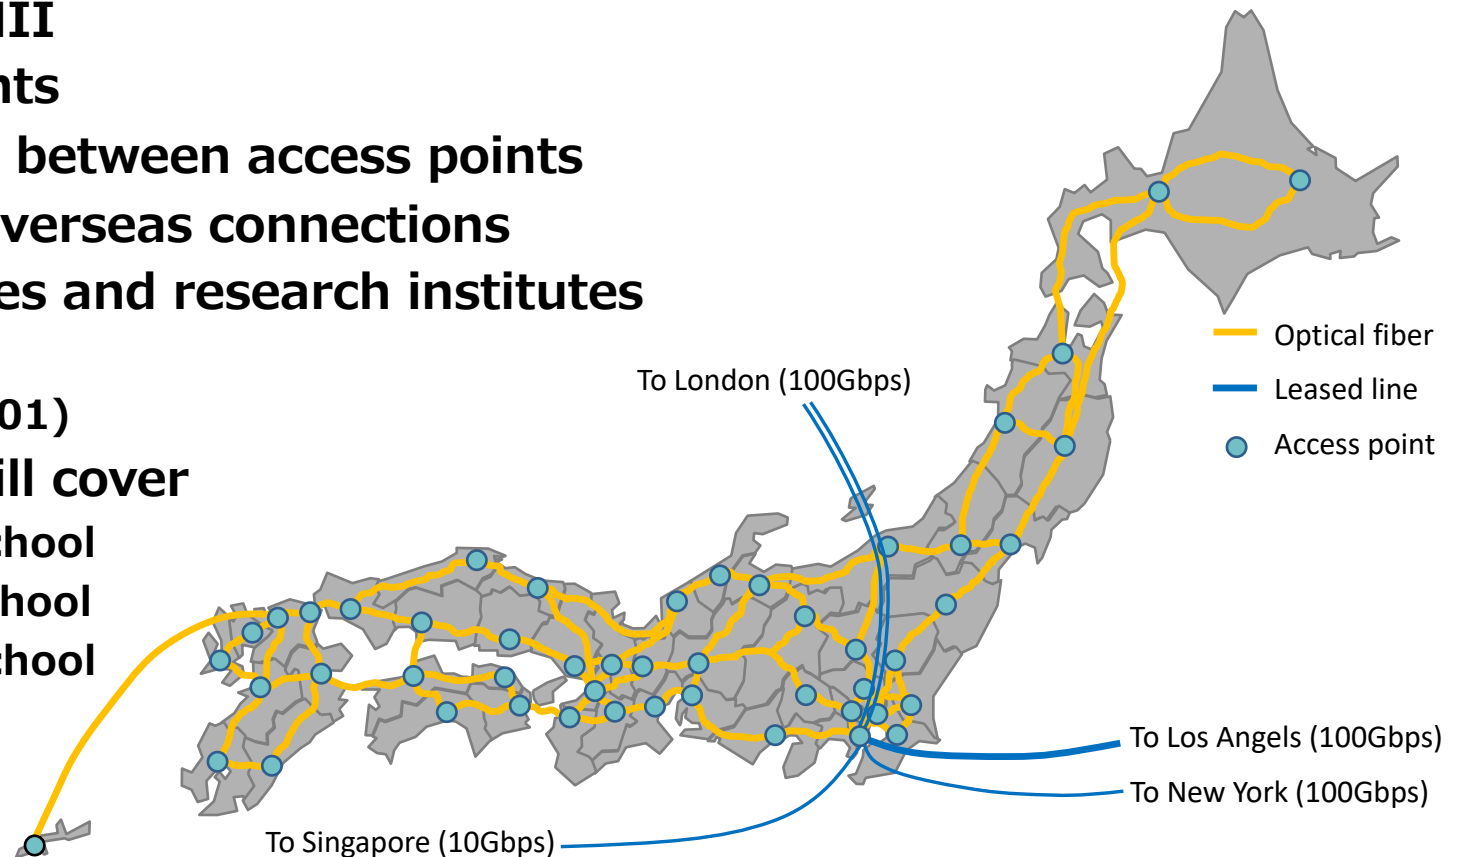 III
nts
between access points
verseas connections
es and research institutes
01)
ill cover
chool
hool
chool
To London (100Gbps)
Optical fiber
Leased line
Access point
To Los Angels (100Gbps)
To New York (100Gbps)
To Singapore (10Gbps)